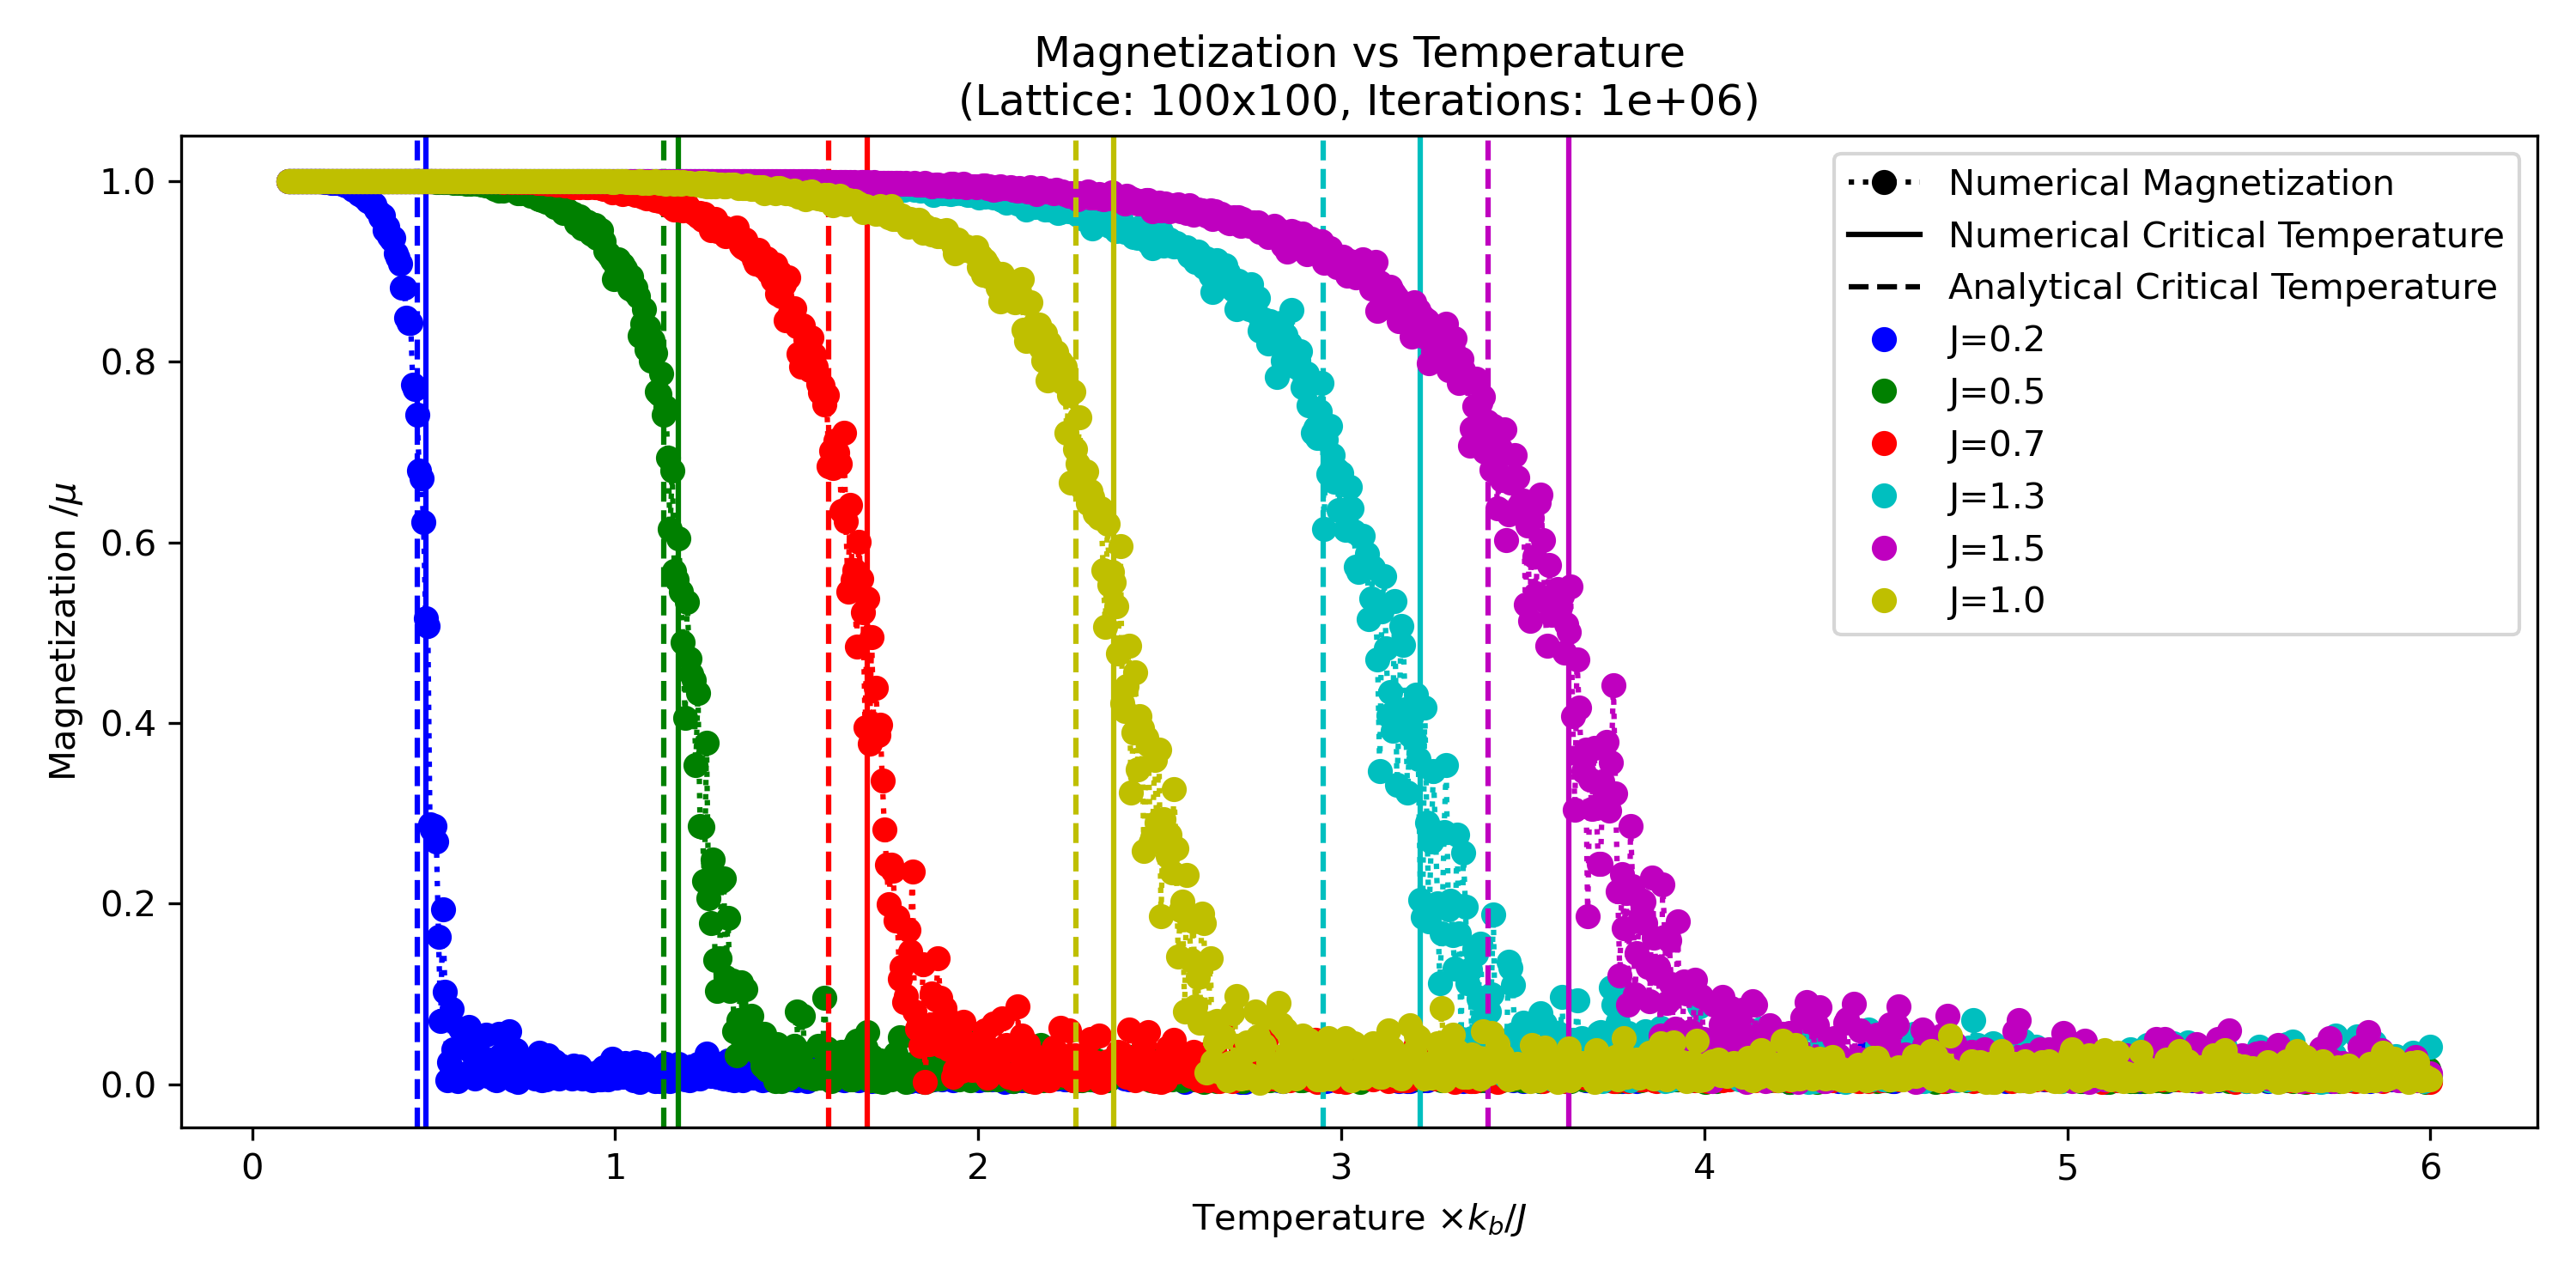 Magnetization vs Temperature
(Lattice: 100x100, Iterations: 1e+06)
Magnetization /μ
1.0
0.8
0.6
0.4
0.2
0.0
Numerical Magnetization
Numerical Critical Temperature
Analytical Critical Temperature
J=0.2
J=0.5
J=0.7
J=1.3
J=1.5
J=1.0
0 1 2 3 4 5 6
Temperature ×k_b/J